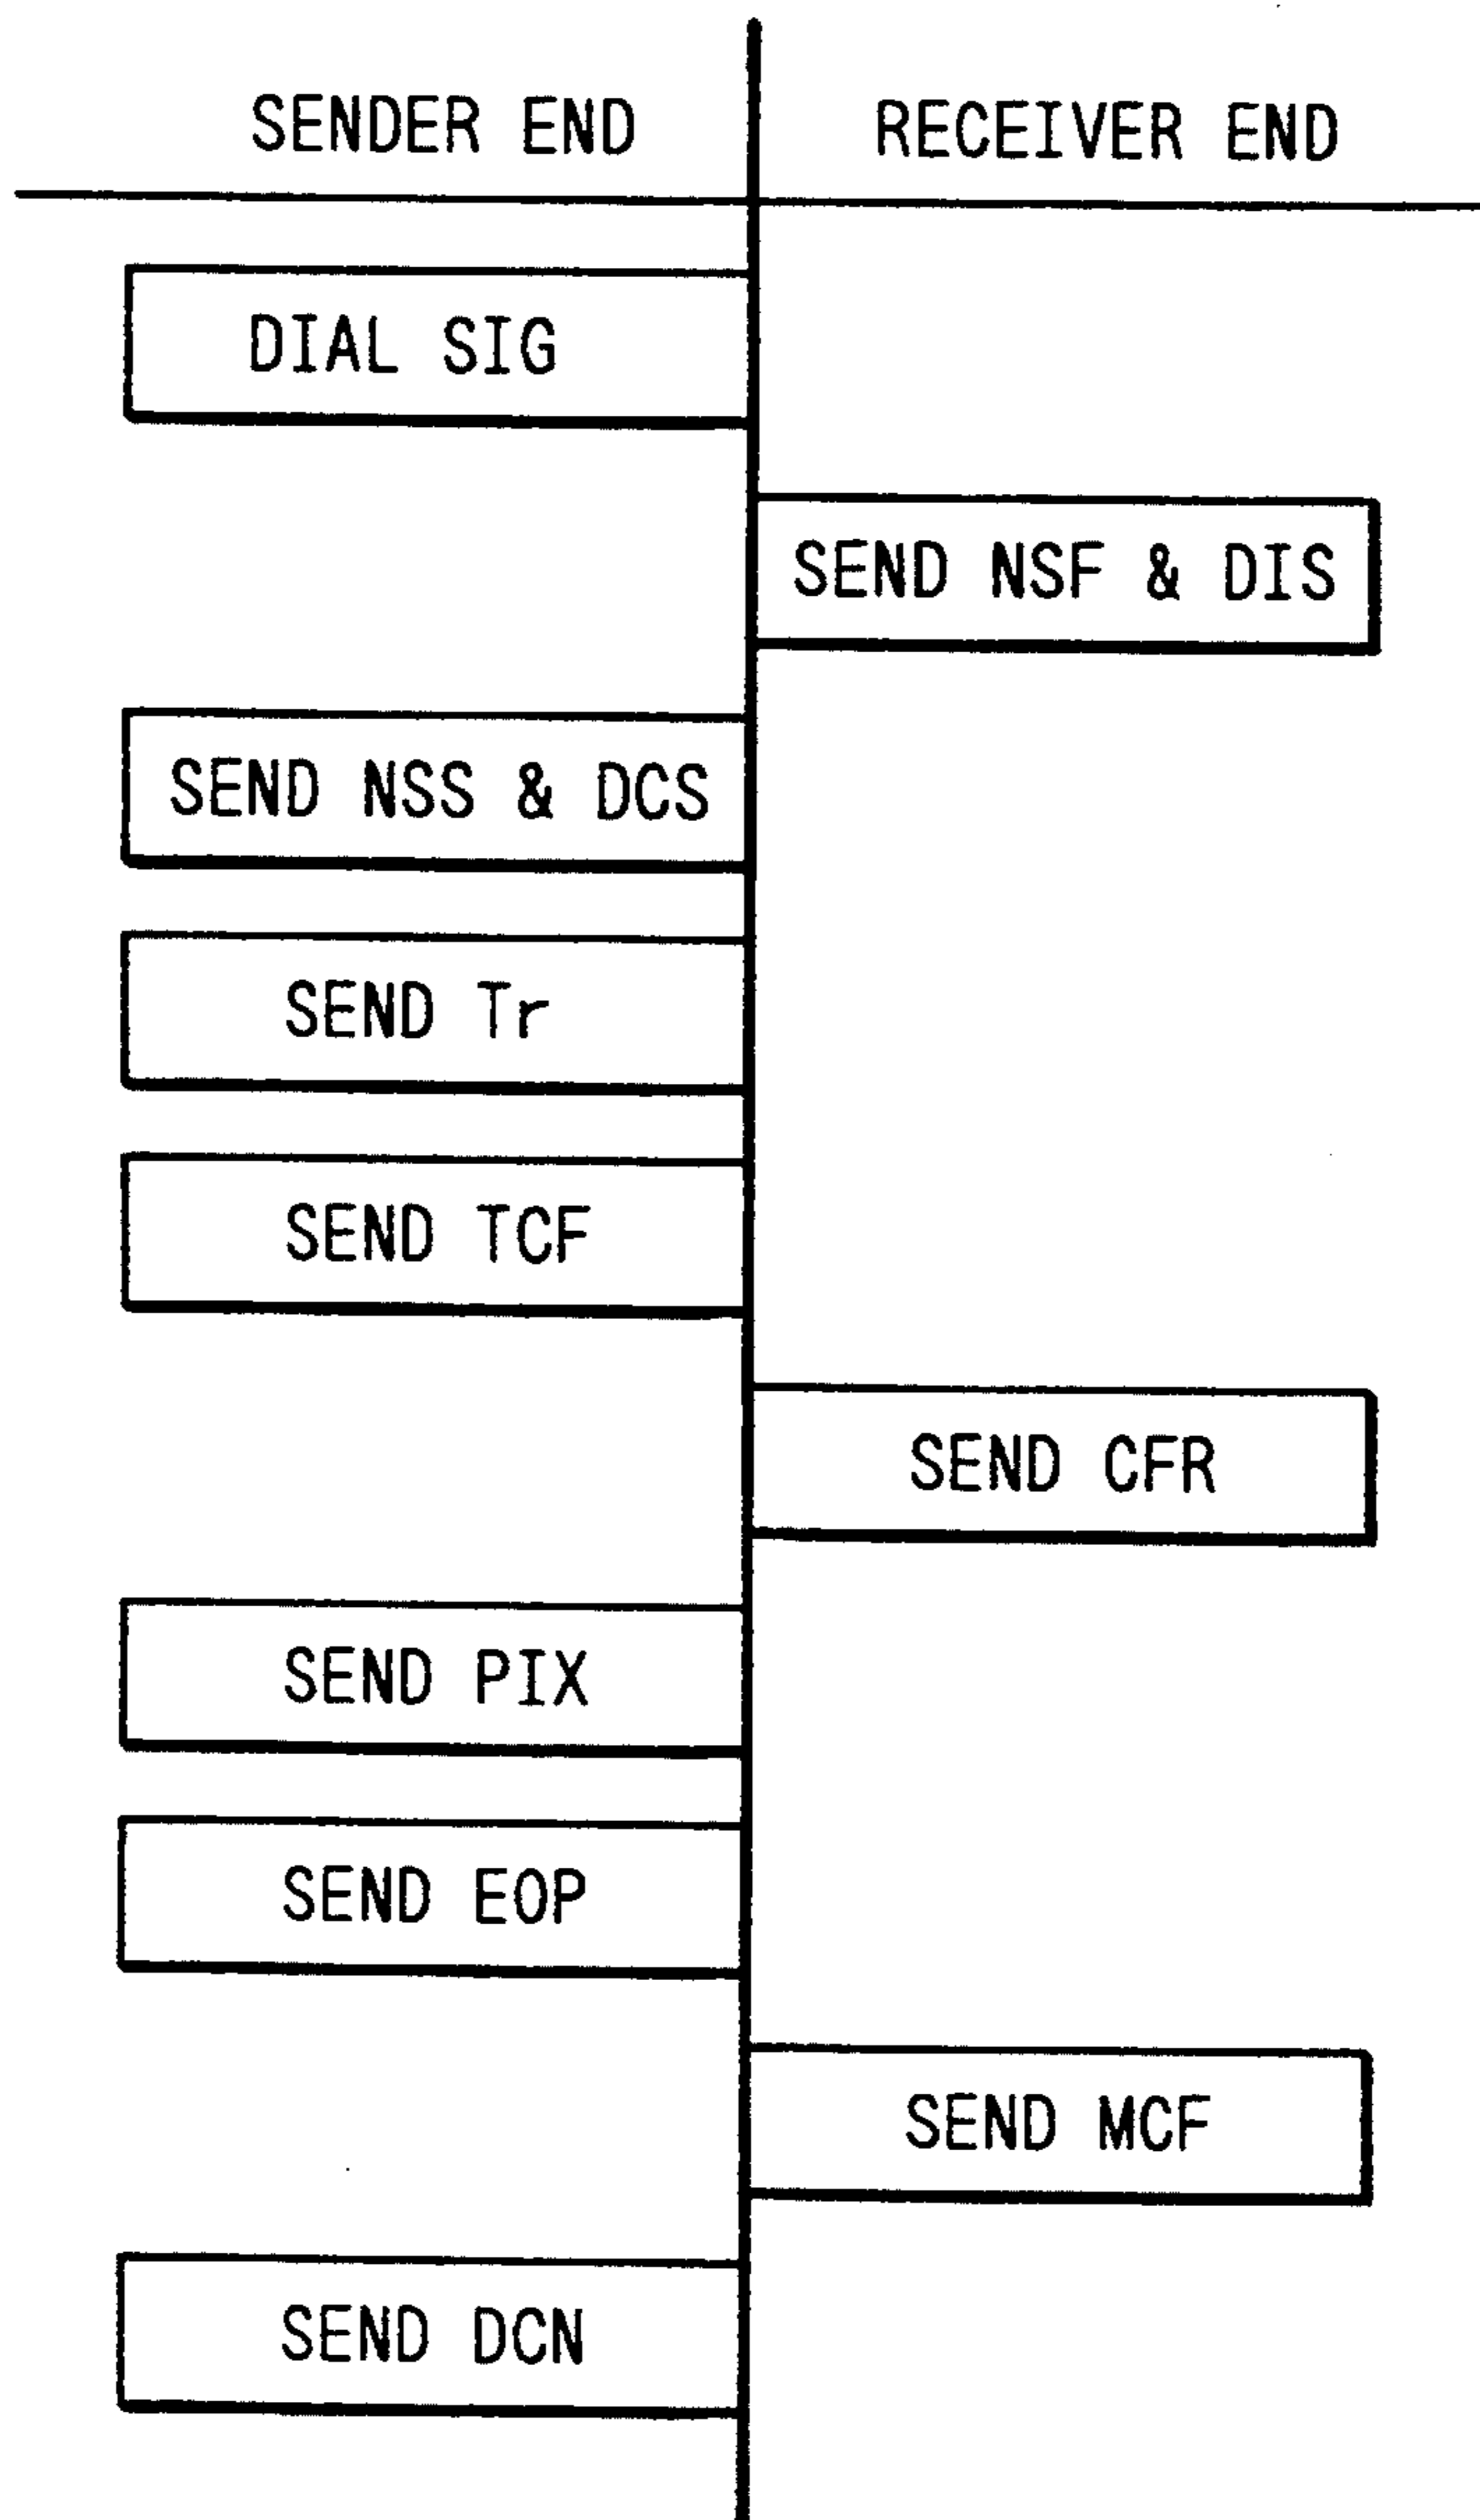 SENDER END
RECEIVER END
DIAL SIG
SEND NSF & DIS
SEND NSS & DCS
SEND Tr
SEND TCF
SEND CFR
SEND PIX
SEND EOP
SEND MCF
SEND DCN